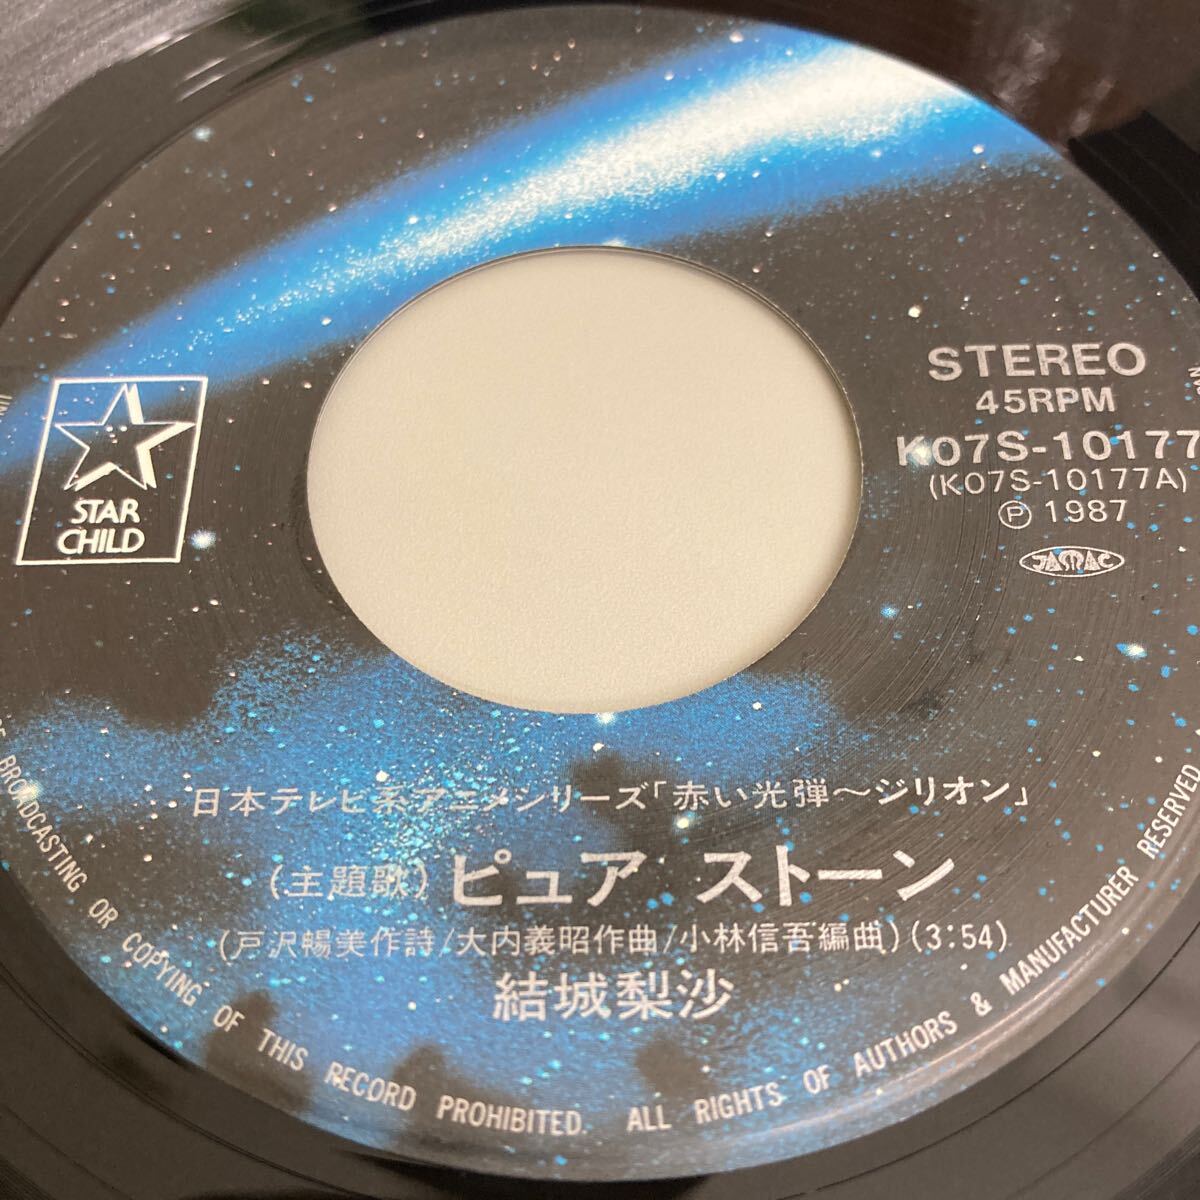 STAR
CHILD
STEREO
45RPM
K07S-10177
(K07S-10177A)
Ⓟ 1987
JASRAC
日本テレビ系アニメシリーズ「赤い光弾〜ジリオン」
(主題歌) ピュア ストーン
(戸沢暢美作詩/大内義昭作曲/小林信吾編曲) (3:54)
結城梨沙
BROADCASTING OR COPYING OF THIS RECORD PROHIBITED. ALL RIGHTS OF AUTHORS & MANUFACTURER RESERVED